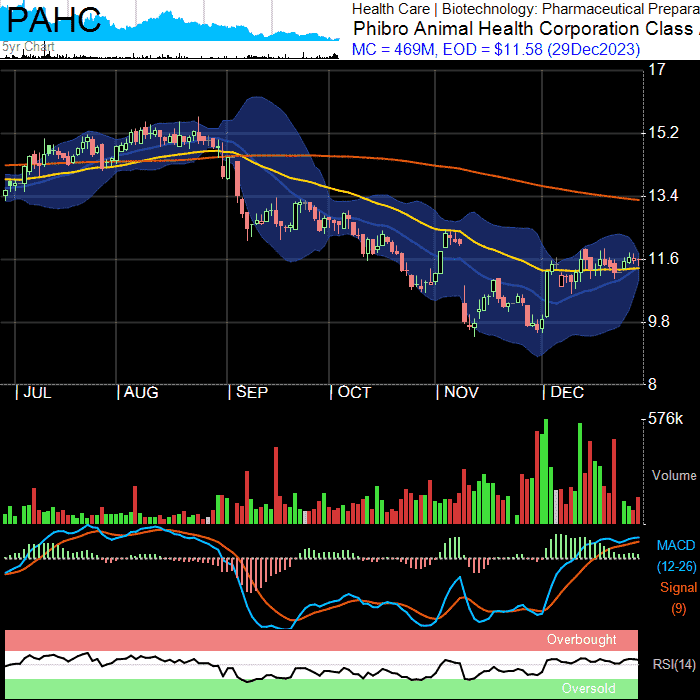 PAHC
5yr Chart
Health Care | Biotechnology: Pharmaceutical Prepara
Phibro Animal Health Corporation Class
MC = 469M, EOD = $11.58 (29Dec2023)
17
15.2
13.4
11.6
9.8
8
| JUL | AUG | SEP | OCT | NOV | DEC
576k
Volume
MACD
(12-26)
Signal
(9)
Overbought
RSI(14)
Oversold